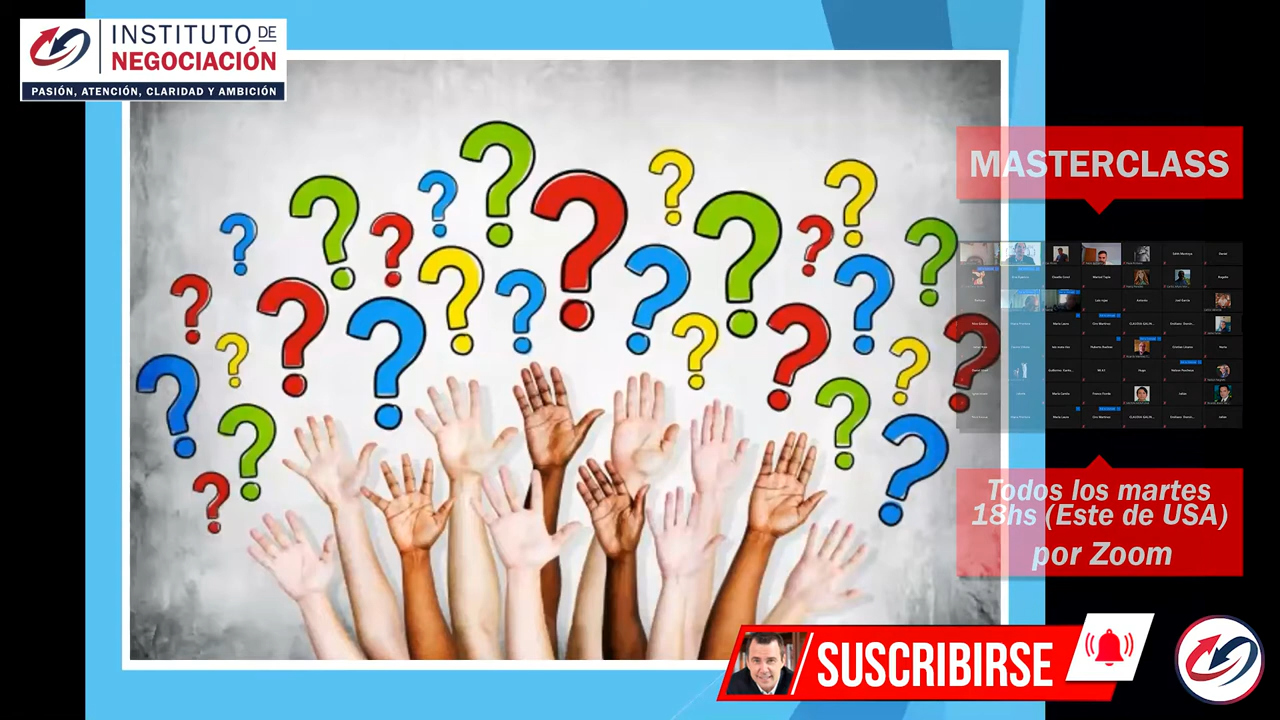 INSTITUTO DE
NEGOCIACIÓN
PASIÓN, ATENCIÓN, CLARIDAD Y AMBICIÓN
MASTERCLASS
Todos los martes
18hs (Este de USA)
por Zoom
SUSCRIBIRSE